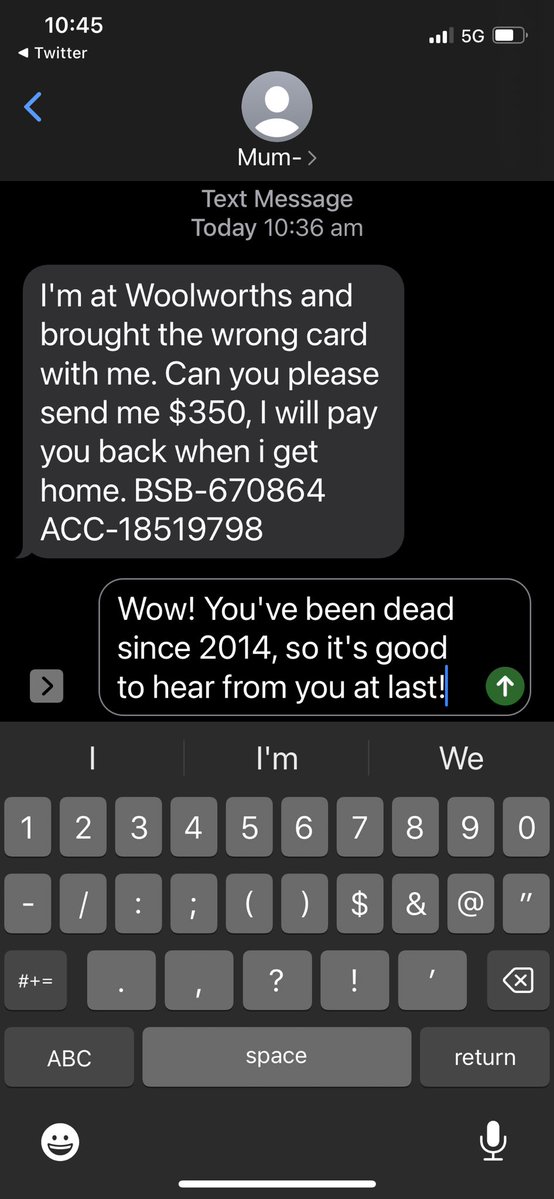 10:45
5G
◀ Twitter
Mum- >
Text Message
Today 10:36 am
I'm at Woolworths and
brought the wrong card
with me. Can you please
send me $350, I will pay
you back when i get
home. BSB-670864
ACC-18519798
Wow! You've been dead
since 2014, so it's good
to hear from you at last!
I I'm We
1 2 3 4 5 6 7 8 9 0
- / : ; ( ) $ & @ "
#+= . , ? ! '
ABC space return